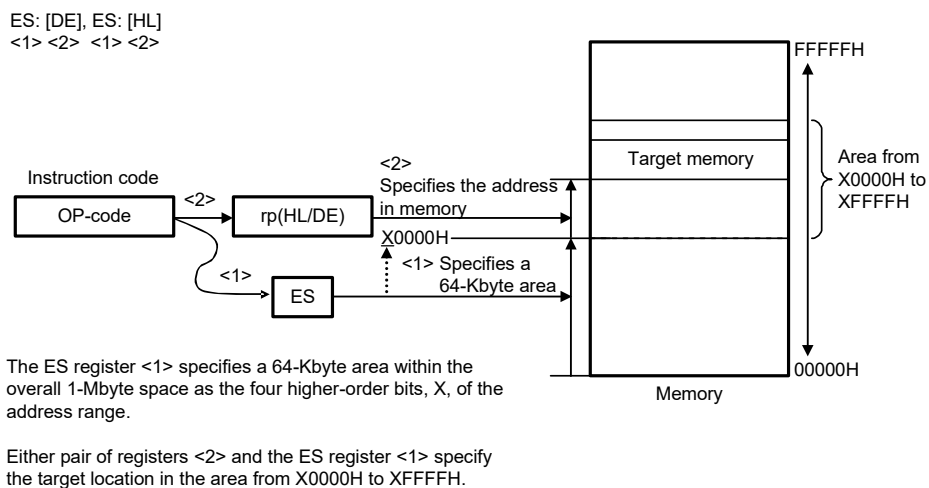 ES: [DE], ES: [HL]
<1> <2>  <1> <2>
FFFFFH
Target memory
Area from
X0000H to
XFFFFH
Instruction code
OP-code
<2>
rp(HL/DE)
<2>
Specifies the address
in memory
X0000H
<1>
ES
<1> Specifies a
64-Kbyte area
00000H
Memory
The ES register <1> specifies a 64-Kbyte area within the
overall 1-Mbyte space as the four higher-order bits, X, of the
address range.
Either pair of registers <2> and the ES register <1> specify
the target location in the area from X0000H to XFFFFH.